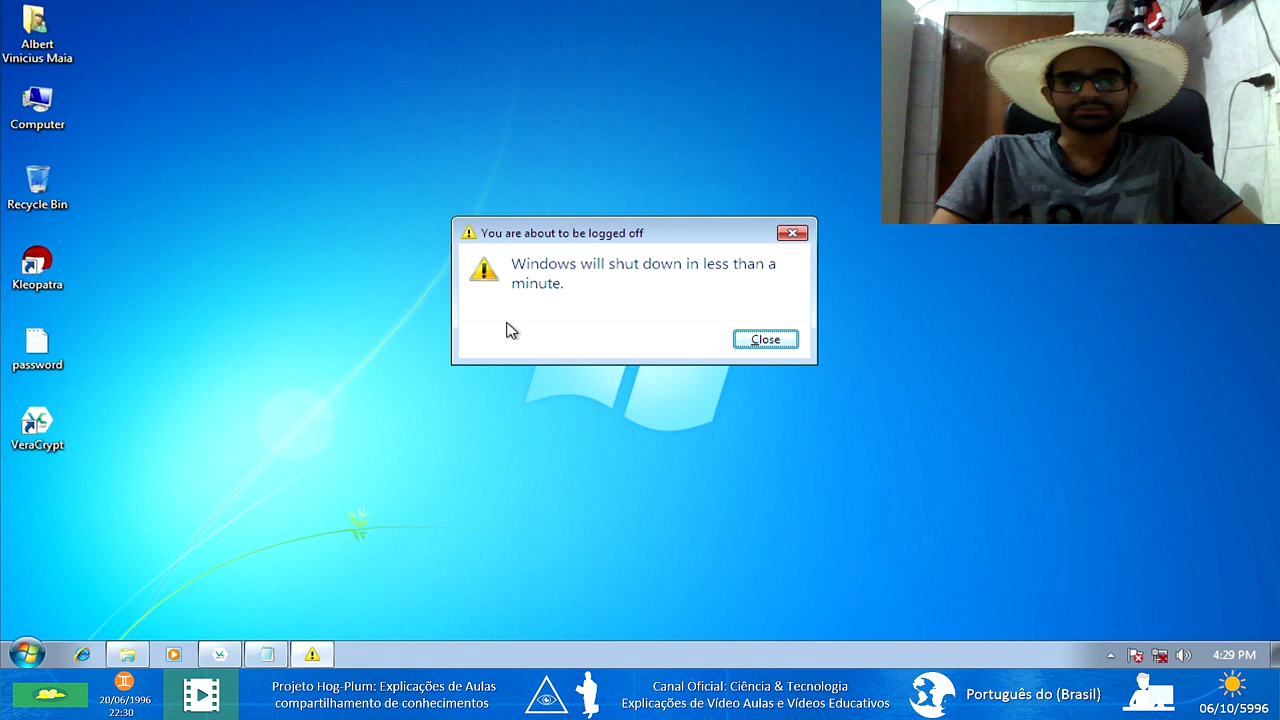 Albert
Vinicius Maia
Computer
Recycle Bin
Kleopatra
password
VeraCrypt
You are about to be logged off
Windows will shut down in less than a
minute.
Close
1977
4:29 PM
20/06/1996
22:30
Projeto Hog-Plum: Explicações de Aulas
compartilhamento de conhecimentos
Canal Oficial: Ciência & Tecnologia
Explicações de Vídeo Aulas e Vídeos Educativos
Português do (Brasil)
06/10/5996